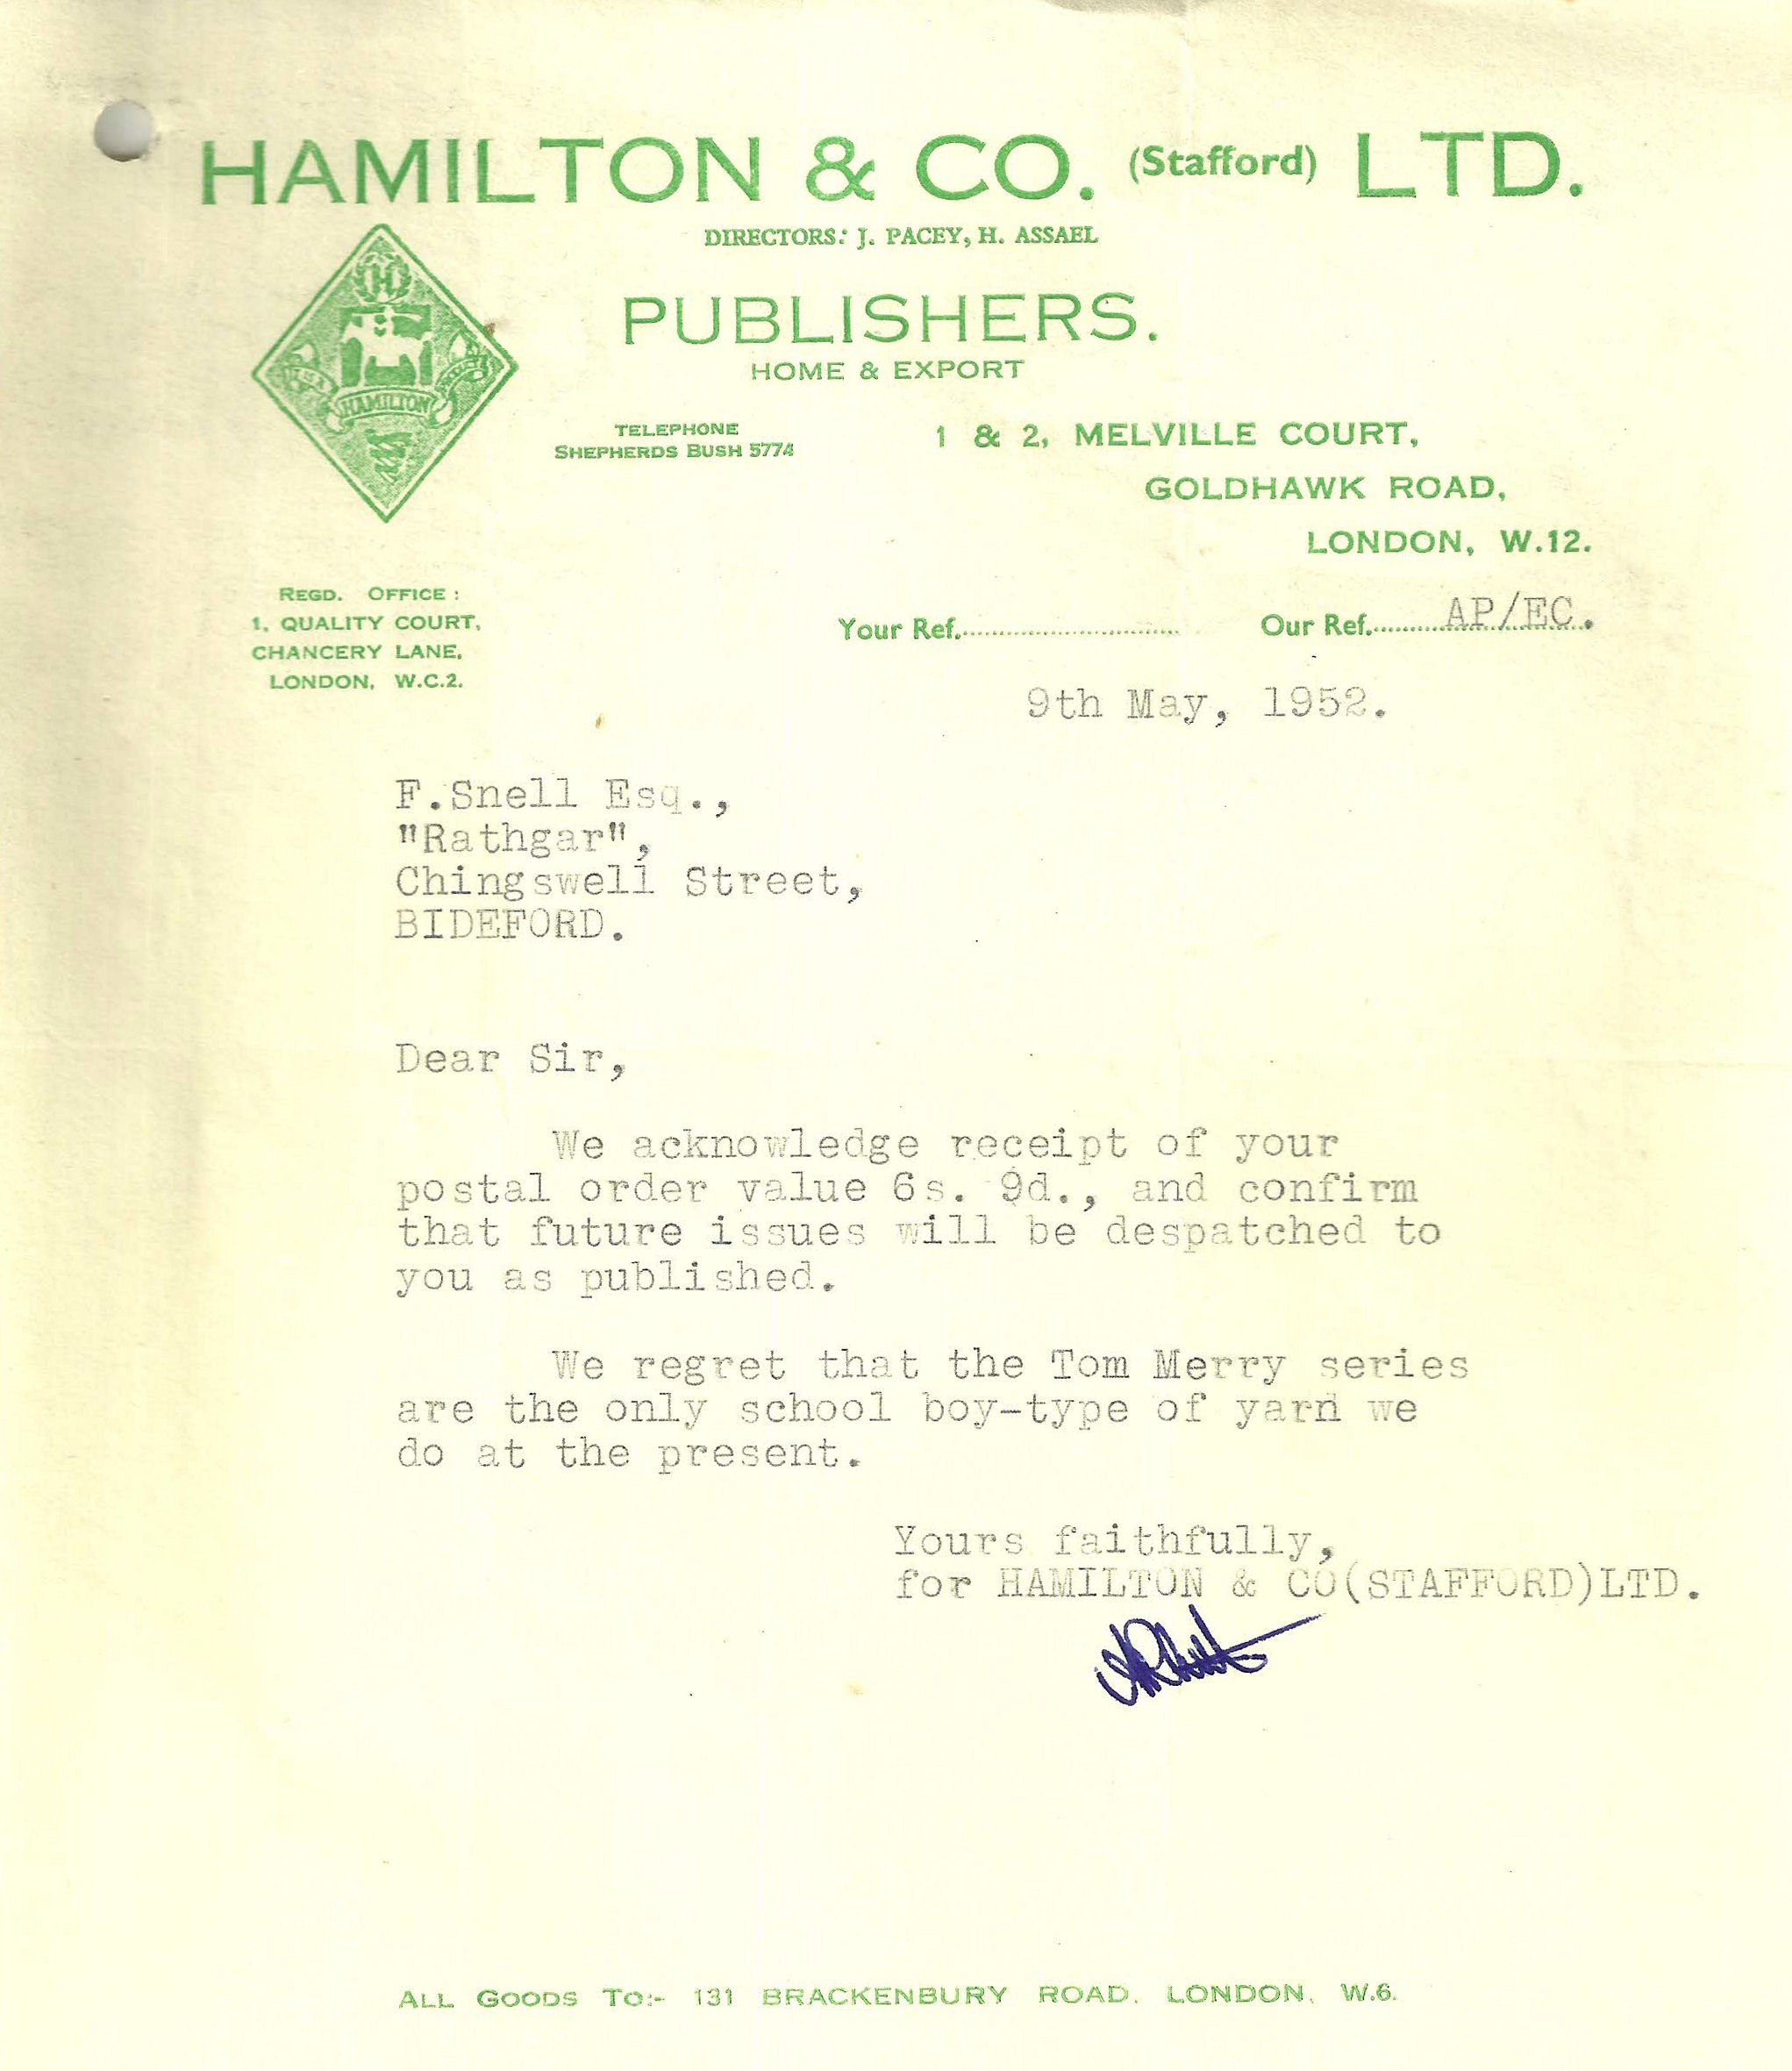 HAMILTON & CO. (Stafford) LTD.
DIRECTORS: J. PACEY, H. ASSAEL
PUBLISHERS.
HOME & EXPORT
H
HAMILTON
TELEPHONE
SHEPHERDS BUSH 5774
1 & 2, MELVILLE COURT,
GOLDHAWK ROAD,
LONDON, W.12.
REGD. OFFICE :
1, QUALITY COURT,
CHANCERY LANE,
LONDON, W.C.2.
Your Ref.
Our Ref. AP/EC.
9th May, 1952.
F.Snell Esq.,
"Rathgar",
Chingswell Street,
BIDEFORD.
Dear Sir,
We acknowledge receipt of your
postal order value 6s. 9d., and confirm
that future issues will be despatched to
you as published.
We regret that the Tom Merry series
are the only school boy-type of yarn we
do at the present.
Yours faithfully,
for HAMILTON & CO(STAFFORD)LTD.
ALL GOODS TO:- 131 BRACKENBURY ROAD. LONDON, W.6.